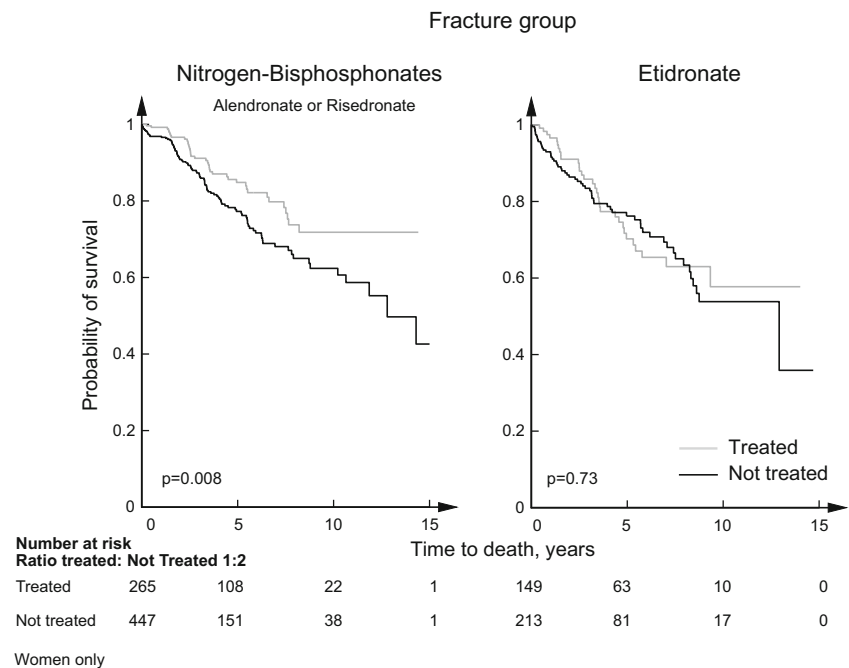 Fracture group
Nitrogen-Bisphosphonates
Alendronate or Risedronate
Etidronate
Probability of survival
1
0.8
0.6
0.4
0.2
0
p=0.008
0 5 10 15
1
0.8
0.6
0.4
0.2
0
p=0.73
Treated
Not treated
0 5 10 15
Time to death, years
Number at risk
Ratio treated: Not Treated 1:2
Treated 265 108 22 1 149 63 10 0
Not treated 447 151 38 1 213 81 17 0
Women only